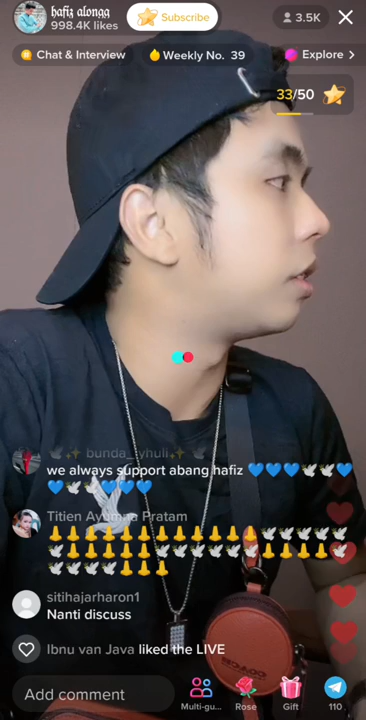 hafiz alongg
998.4K likes
Subscribe
3.5K
Chat & Interview
Weekly No. 39
Explore >
33/50
we always support abang hafiz 💙💙💙🕊🕊💙
💙🕊🕊💙💙💙
Titien Ayumna Pratam
sitihajarharon1
Nanti discuss
Ibnu van Java liked the LIVE
Add comment
Multi-gu...
Rose
Gift
110
COACH